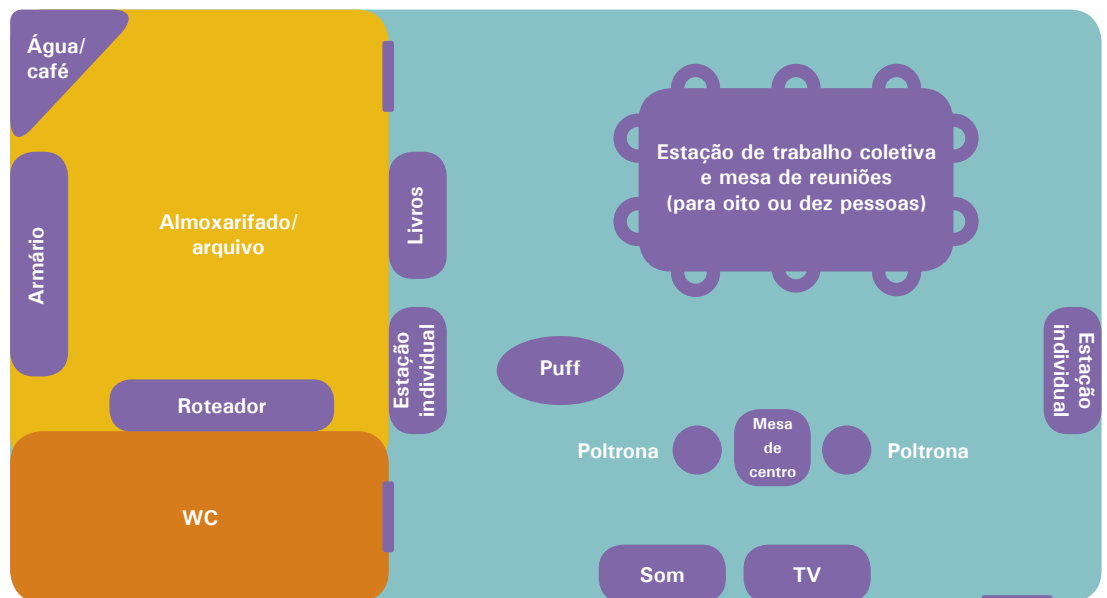 Água/
café
Armário
Almoxarifado/
arquivo
Roteador
WC
Livros
Estação
individual
Estação de trabalho coletiva
e mesa de reuniões
(para oito ou dez pessoas)
Puff
Poltrona
Mesa
de
centro
Poltrona
Estação
individual
Som
TV